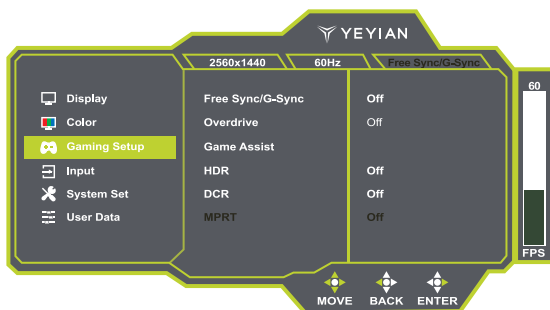 YEYIAN
2560x1440 60Hz Free Sync/G-Sync
60
Display
Color
Gaming Setup
Input
System Set
User Data
Free Sync/G-Sync Off
Overdrive Off
Game Assist
HDR Off
DCR Off
MPRT Off
FPS
MOVE BACK ENTER